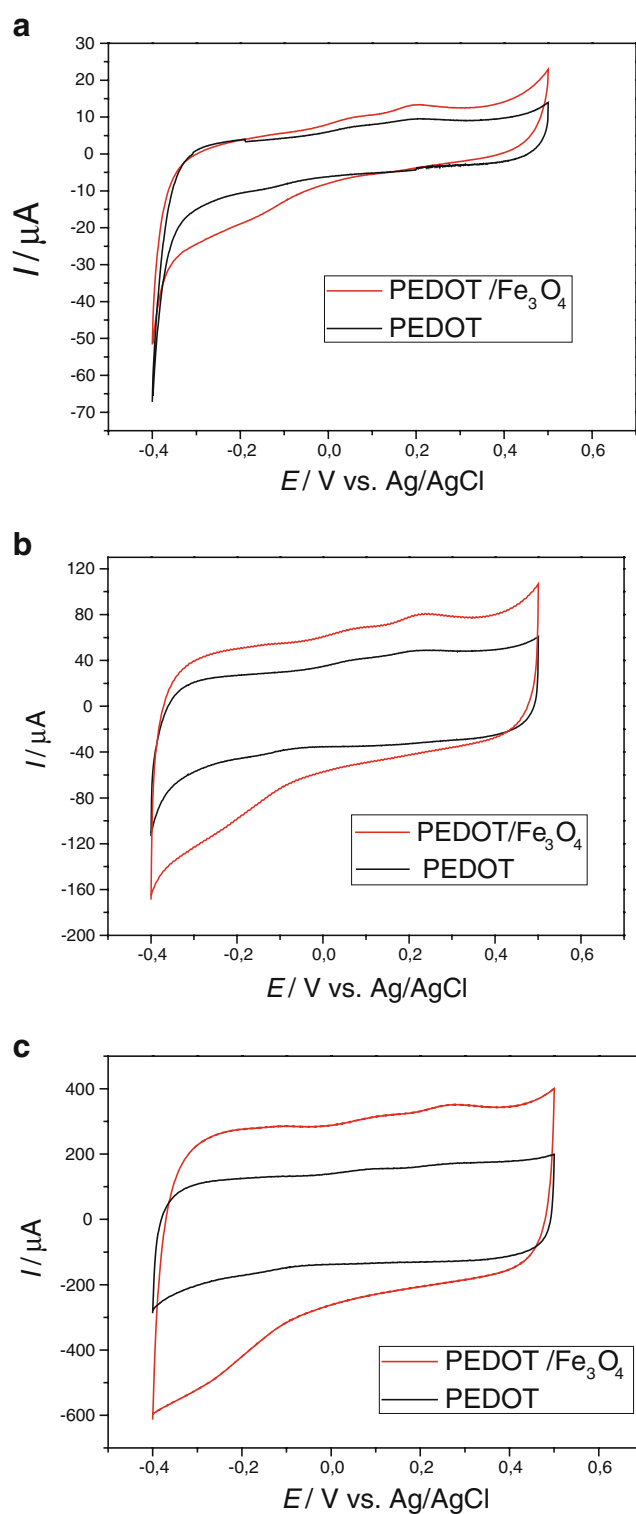 a
30
20
10
0
-10
-20
-30
-40
-50
-60
-70
I / μA
PEDOT /Fe₃O₄
PEDOT
-0,4 -0,2 0,0 0,2 0,4 0,6
E / V vs. Ag/AgCl
b
120
80
40
0
-40
-80
-120
-160
-200
I / μA
PEDOT/Fe₃O₄
PEDOT
-0,4 -0,2 0,0 0,2 0,4 0,6
E / V vs. Ag/AgCl
c
400
200
0
-200
-400
-600
I / μA
PEDOT /Fe₃O₄
PEDOT
-0,4 -0,2 0,0 0,2 0,4 0,6
E / V vs. Ag/AgCl